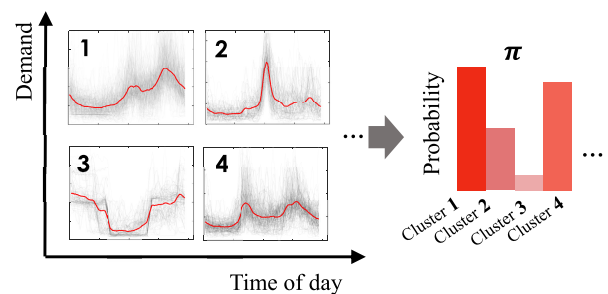 Demand
1
2
3
4
...
Time of day
π
Probability
Cluster 1
Cluster 2
Cluster 3
Cluster 4
...